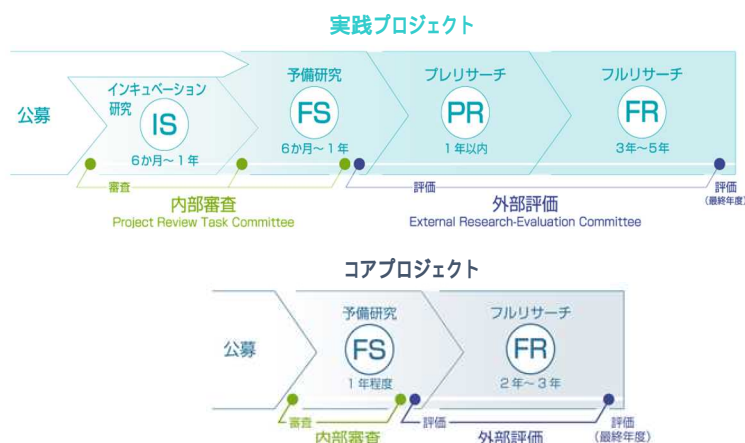 実践プロジェクト
公募
インキュベーション
研究
IS
6か月～1年
予備研究
FS
6か月～1年
プレリサーチ
PR
1年以内
フルリサーチ
FR
3年～5年
審査
内部審査
Project Review Task Committee
評価
外部評価
External Research-Evaluation Committee
評価
(最終年度)
コアプロジェクト
公募
予備研究
FS
1年程度
フルリサーチ
FR
2年～3年
審査
内部審査
評価
外部評価
評価
(最終年度)